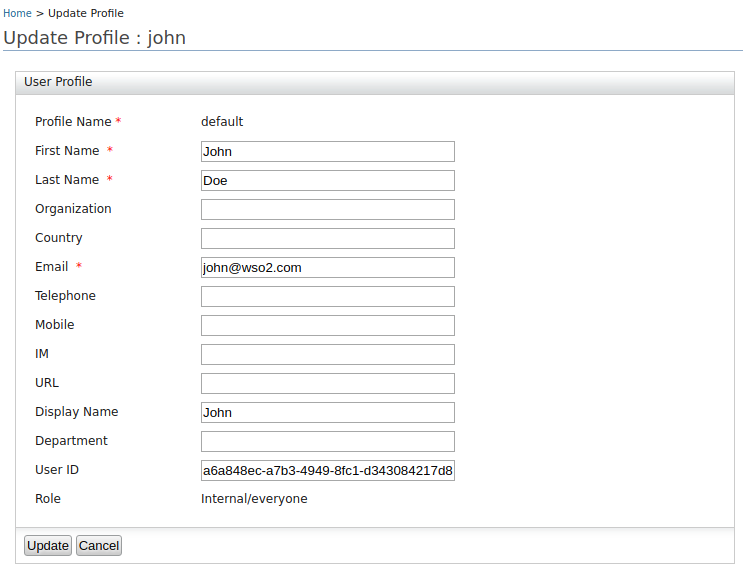 Home > Update Profile
Update Profile : john
User Profile
Profile Name * default
First Name * John
Last Name * Doe
Organization
Country
Email * john@wso2.com
Telephone
Mobile
IM
URL
Display Name John
Department
User ID a6a848ec-a7b3-4949-8fc1-d343084217d8
Role Internal/everyone
Update Cancel